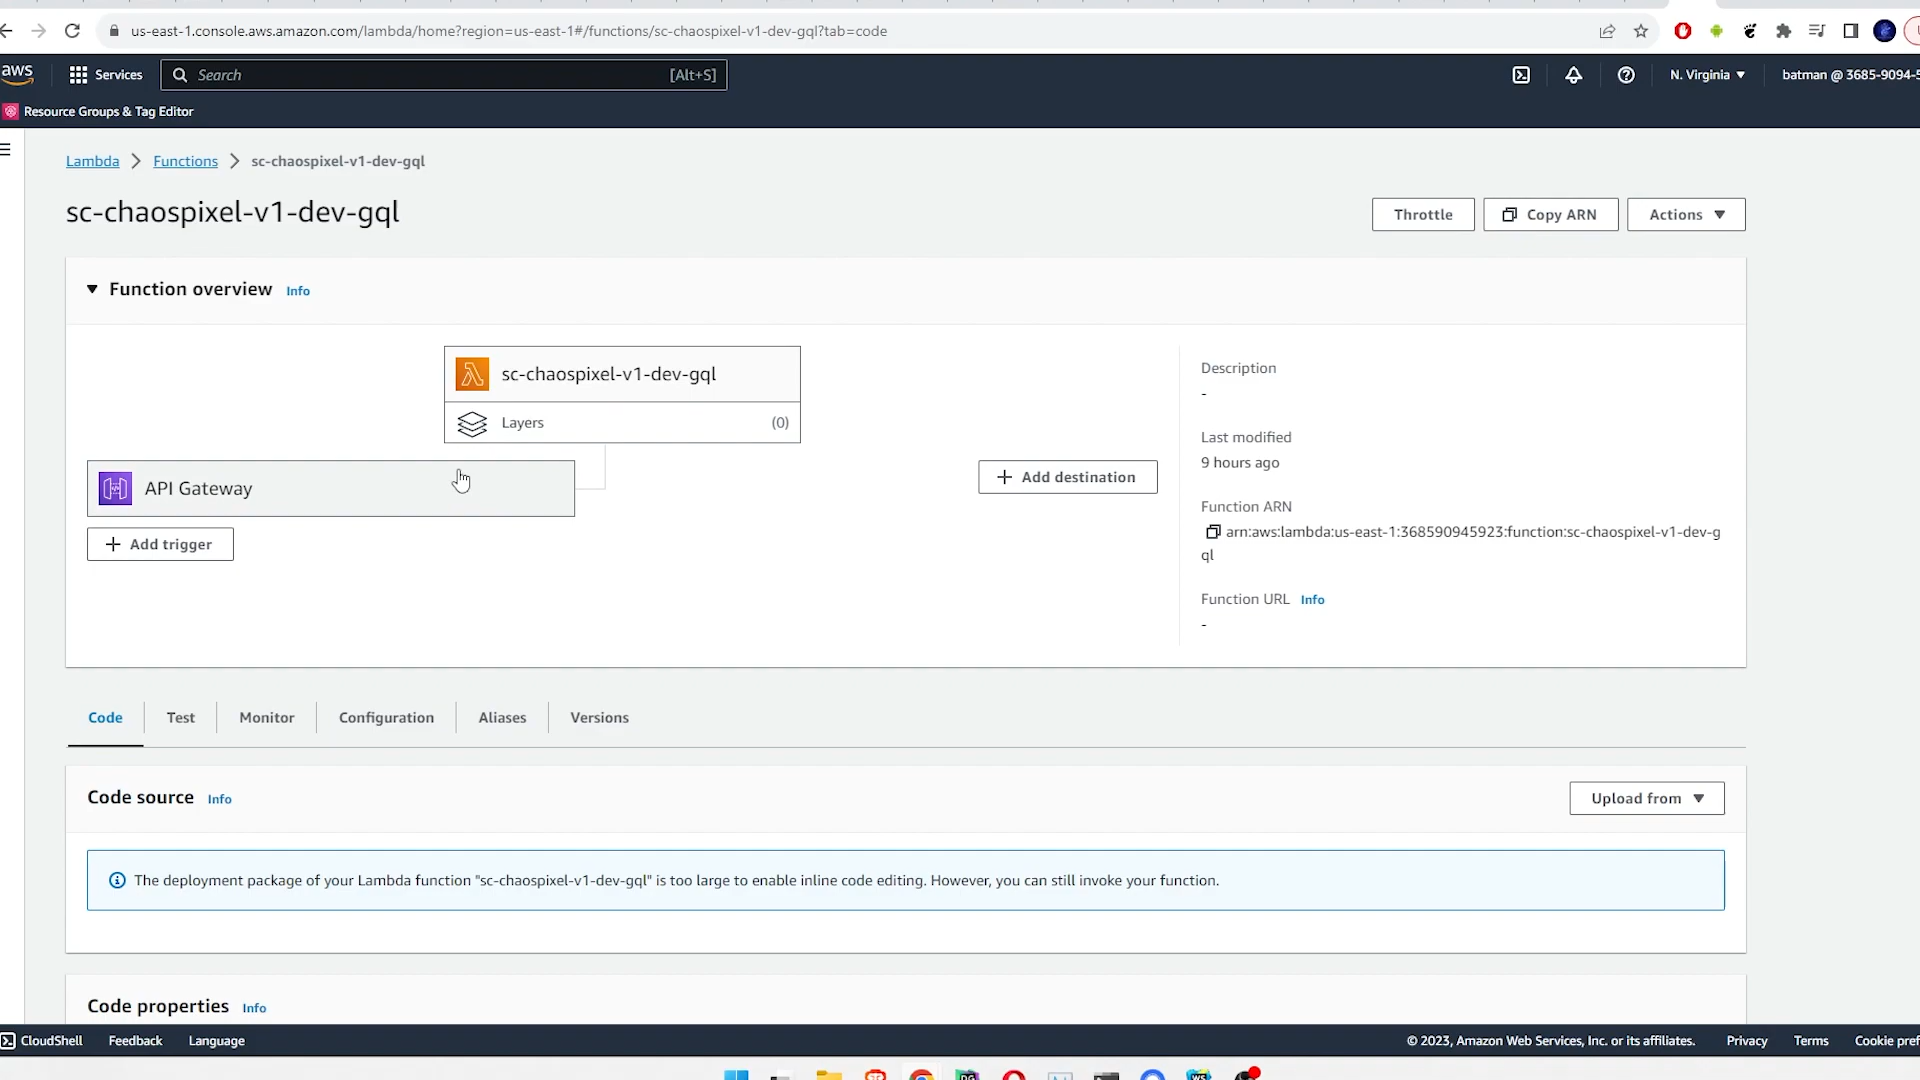 us-east-1.console.aws.amazon.com/lambda/home?region=us-east-1#/functions/sc-chaospixel-v1-dev-gql?tab=code
aws
Services
Search
[Alt+S]
N. Virginia ▼
batman @ 3685-9094-5
Resource Groups & Tag Editor
Lambda > Functions > sc-chaospixel-v1-dev-gql
sc-chaospixel-v1-dev-gql
Throttle
Copy ARN
Actions ▼
▼ Function overview Info
sc-chaospixel-v1-dev-gql
Layers (0)
API Gateway
+ Add trigger
+ Add destination
Description
-
Last modified
9 hours ago
Function ARN
arn:aws:lambda:us-east-1:368590945923:function:sc-chaospixel-v1-dev-g
ql
Function URL Info
-
Code
Test
Monitor
Configuration
Aliases
Versions
Code source Info
Upload from ▼
The deployment package of your Lambda function "sc-chaospixel-v1-dev-gql" is too large to enable inline code editing. However, you can still invoke your function.
Code properties Info
CloudShell
Feedback
Language
© 2023, Amazon Web Services, Inc. or its affiliates.
Privacy
Terms
Cookie pref